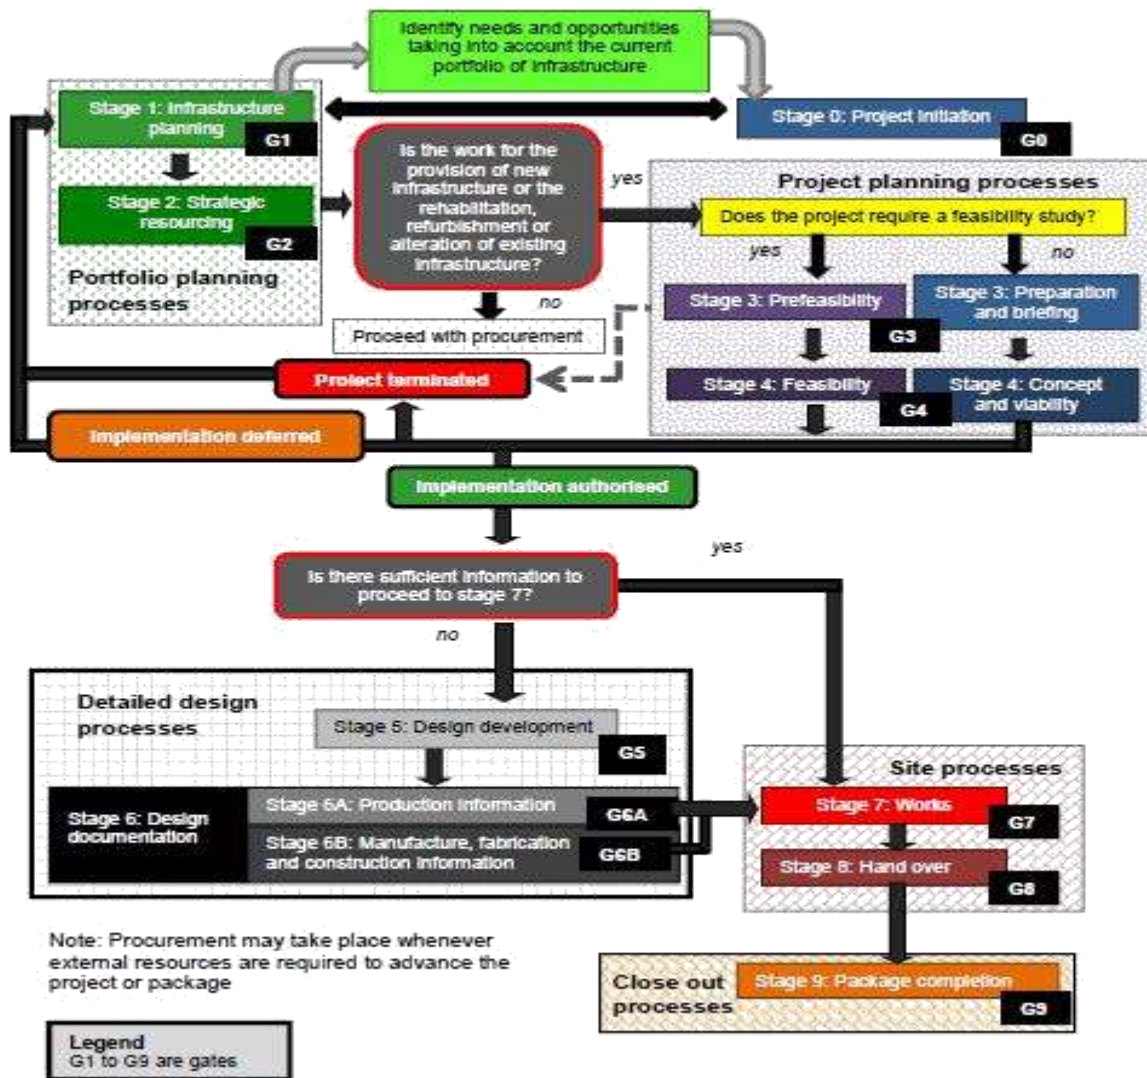 Identify needs and opportunities
taking into account the current
portfolio of infrastructure
Stage 1: Infrastructure
planning
G1
Stage 0: Project initiation
G0
Is the work for the
provision of new
infrastructure or the
rehabilitation,
refurbishment or
alteration of existing
infrastructure?
yes
Project planning processes
Stage 2: Strategic
resourcing
G2
Does the project require a feasibility study?
yes
no
Portfolio planning
processes
no
Stage 3: Prefeasibility
G3
Stage 3: Preparation
and briefing
Proceed with procurement
Project terminated
Stage 4: Feasibility
G4
Stage 4: Concept
and viability
Implementation deferred
Implementation authorised
yes
Is there sufficient information to
proceed to stage 7?
no
Detailed design
processes
Stage 5: Design development
G5
Site processes
Stage 6: Design
documentation
Stage 6A: Production information
G6A
Stage 6B: Manufacture, fabrication
and construction information
G6B
Stage 7: Works
G7
Stage 8: Hand over
G8
Note: Procurement may take place whenever
external resources are required to advance the
project or package
Close out
processes
Stage 9: Package completion
G9
Legend
G1 to G9 are gates